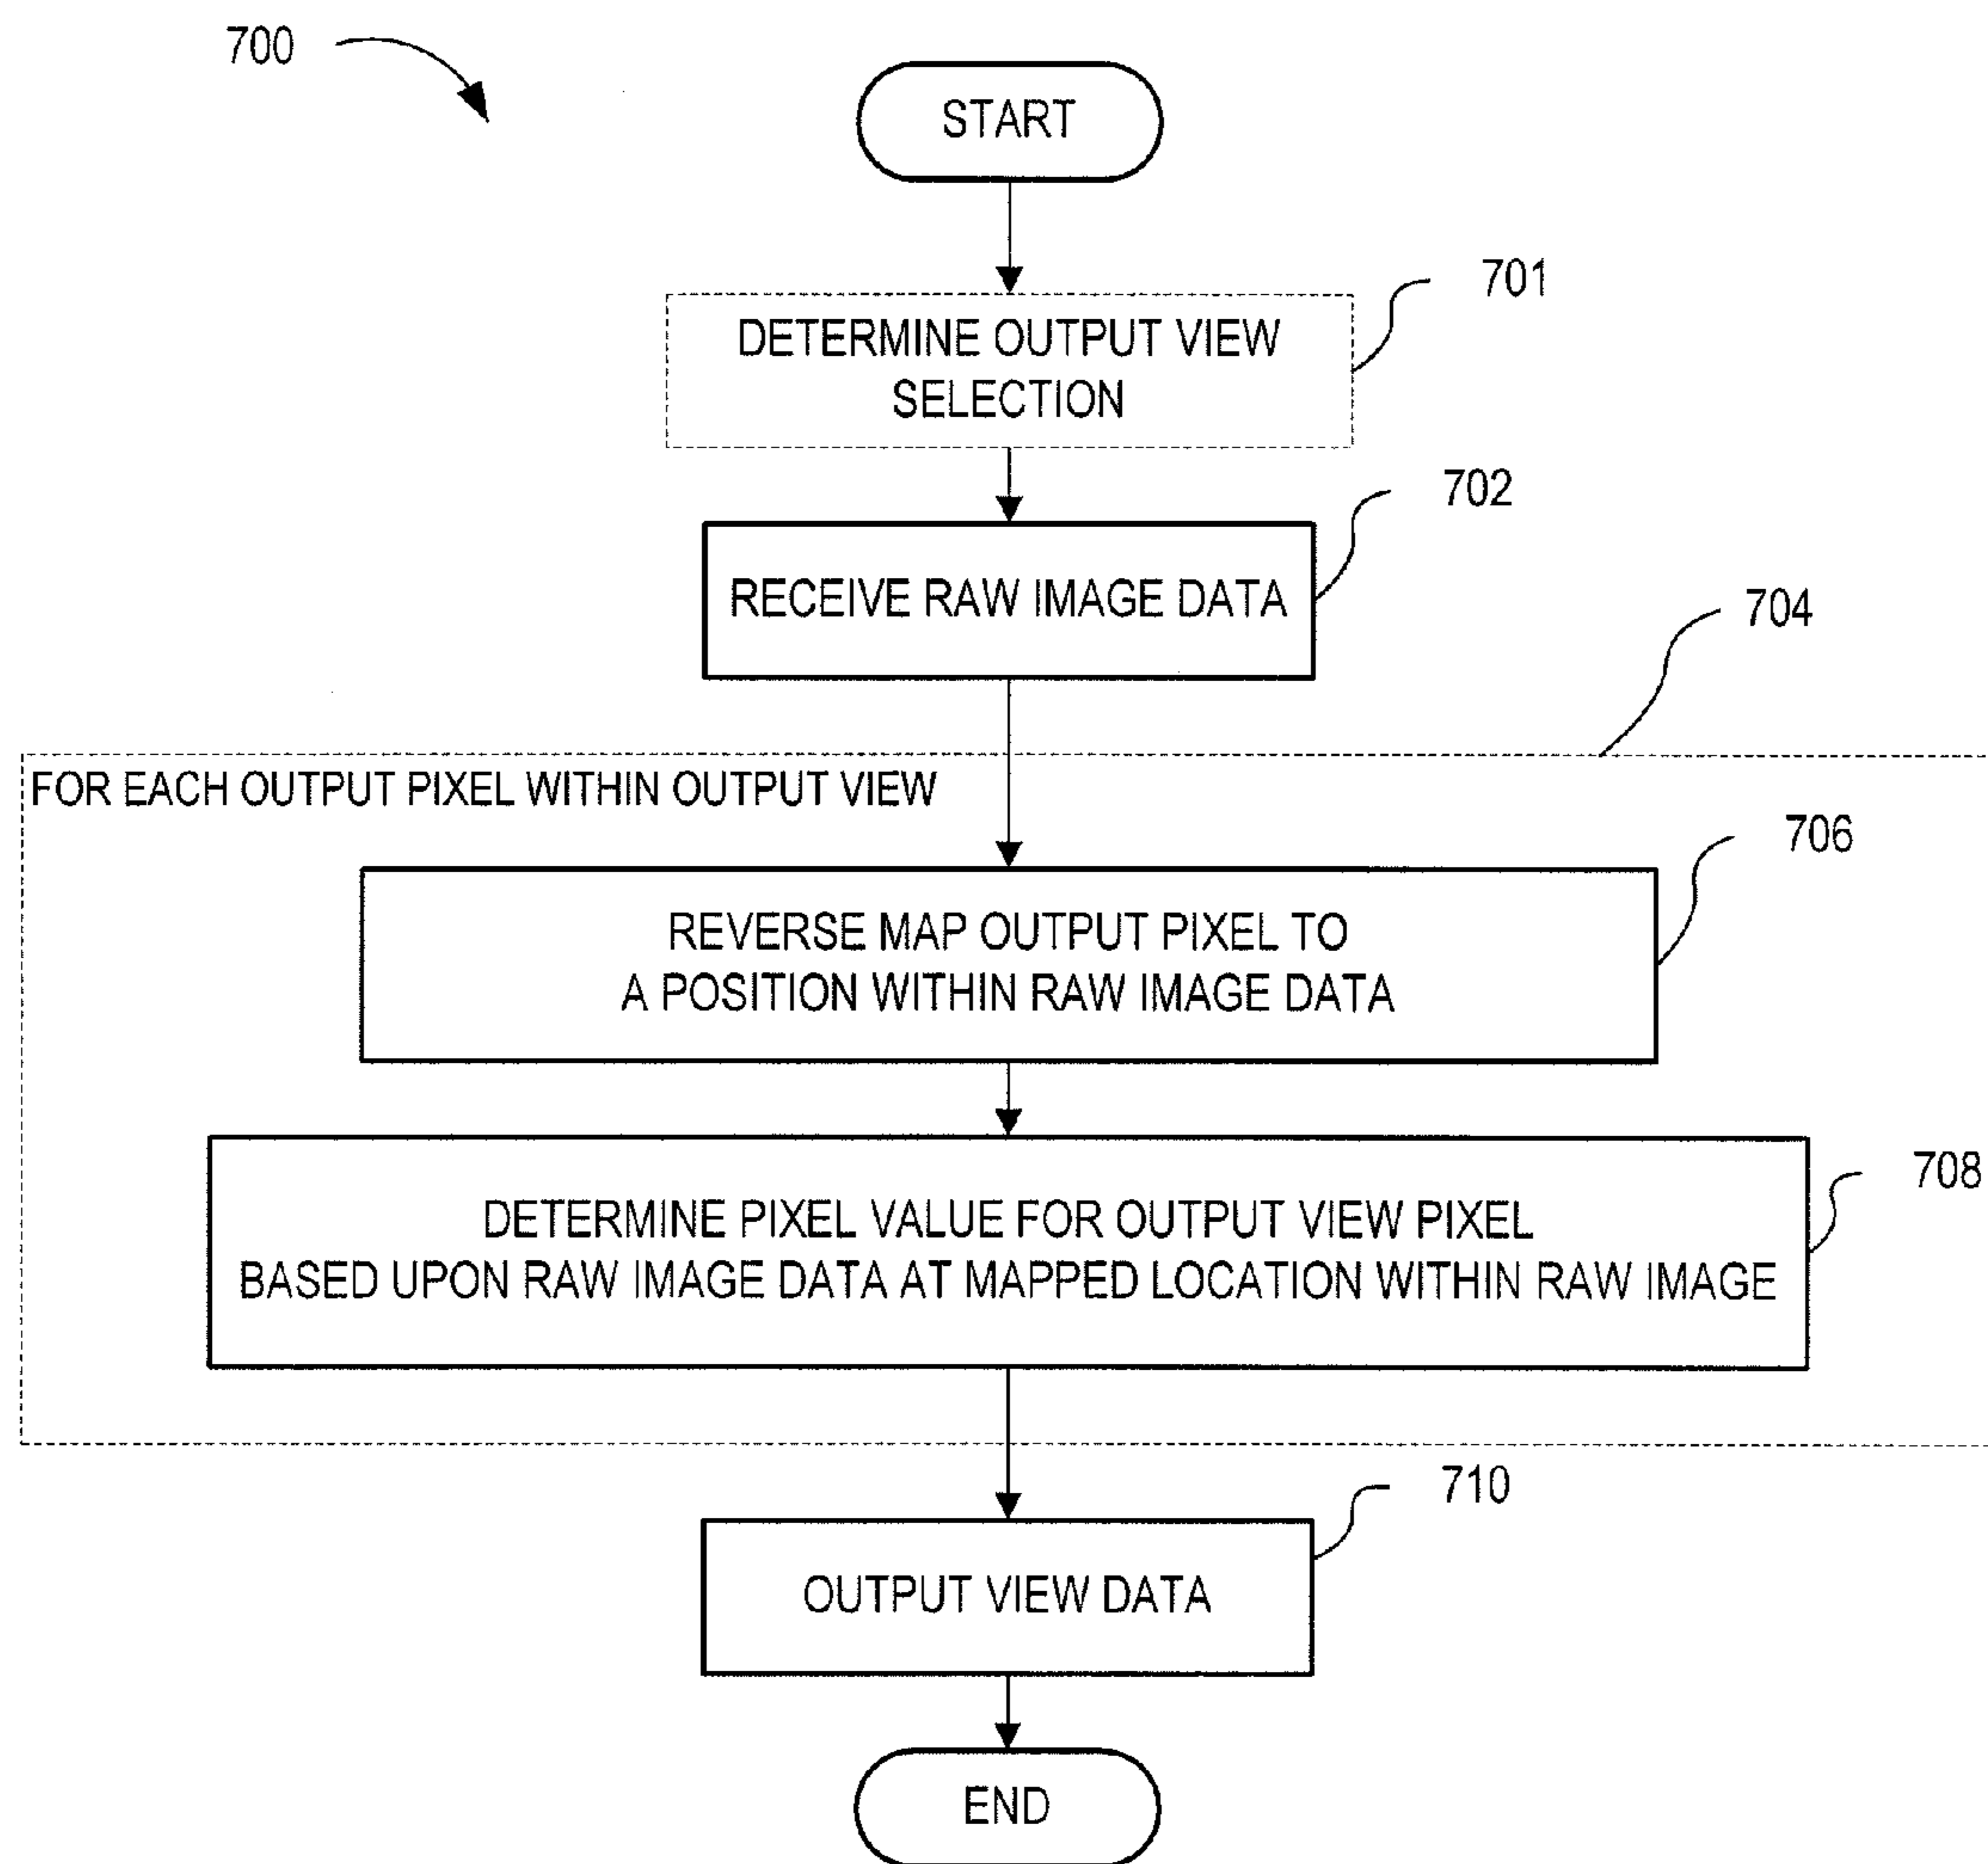 700
START
701
DETERMINE OUTPUT VIEW
SELECTION
702
RECEIVE RAW IMAGE DATA
704
FOR EACH OUTPUT PIXEL WITHIN OUTPUT VIEW
706
REVERSE MAP OUTPUT PIXEL TO
A POSITION WITHIN RAW IMAGE DATA
708
DETERMINE PIXEL VALUE FOR OUTPUT VIEW PIXEL
BASED UPON RAW IMAGE DATA AT MAPPED LOCATION WITHIN RAW IMAGE
710
OUTPUT VIEW DATA
END